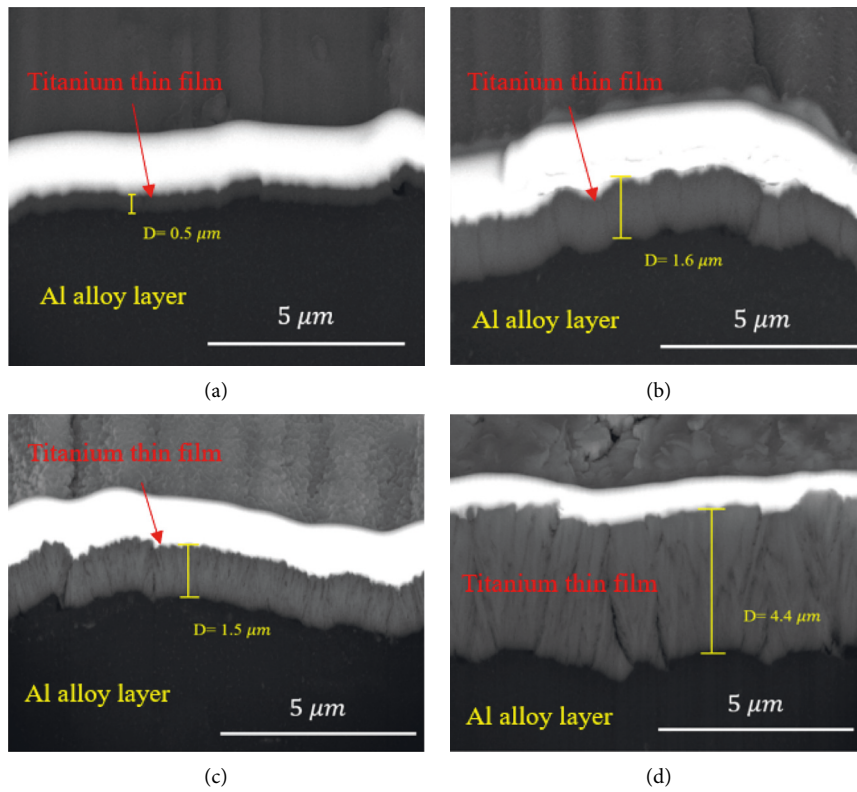 Titanium thin film
D= 0.5 μm
Al alloy layer
5 μm
(a)
Titanium thin film
D= 1.6 μm
Al alloy layer
5 μm
(b)
Titanium thin film
D= 1.5 μm
Al alloy layer
5 μm
(c)
Titanium thin film
D= 4.4 μm
Al alloy layer
5 μm
(d)